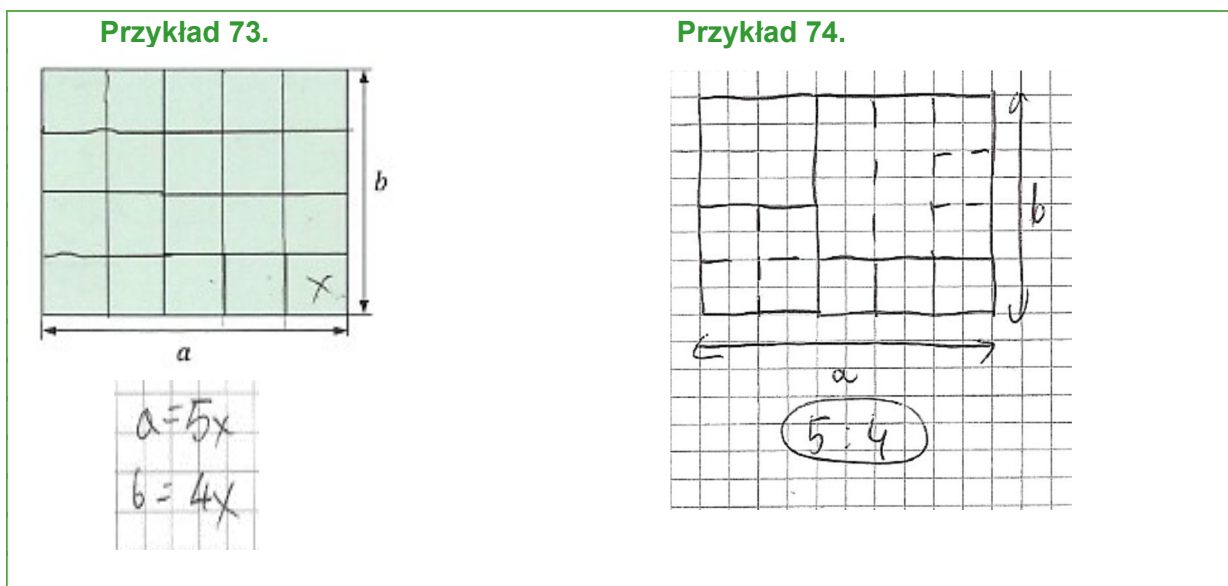 Przykład 73.
b
x
a
a=5x
b = 4x
Przykład 74.
b
a
5 : 4